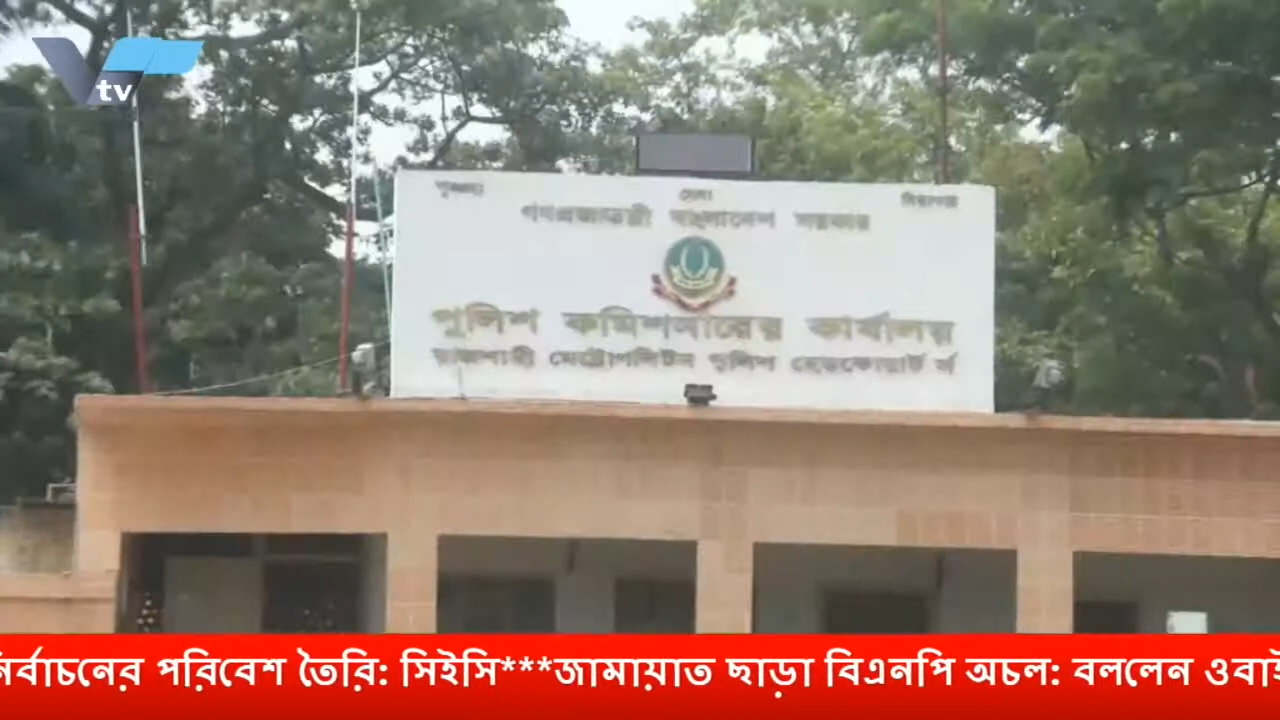 tv
গণপ্রজাতন্ত্রী বাংলাদেশ সরকার
পুলিশ কমিশনারের কার্যালয়
রাজশাহী মেট্রোপলিটন পুলিশ হেডকোয়ার্টার্স
নির্বাচনের পরিবেশ তৈরি: সিইসি***জামায়াত ছাড়া বিএনপি অচল: বললেন ওবাই